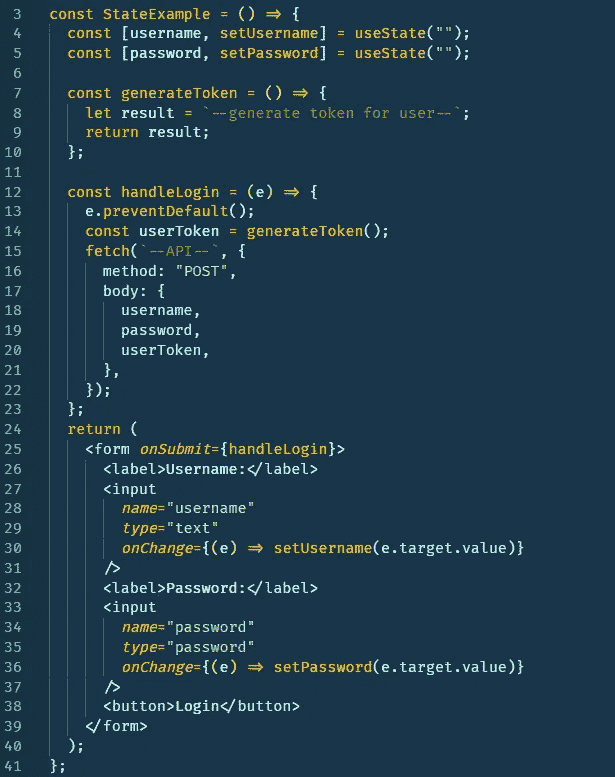 3 const StateExample = () => {
4   const [username, setUsername] = useState("");
5   const [password, setPassword] = useState("");
6
7   const generateToken = () => {
8     let result = `--generate token for user--`;
9     return result;
10   };
11
12   const handleLogin = (e) => {
13     e.preventDefault();
14     const userToken = generateToken();
15     fetch(`--API--`, {
16       method: "POST",
17       body: {
18         username,
19         password,
20         userToken,
21       },
22     });
23   };
24   return (
25     <form onSubmit={handleLogin}>
26       <label>Username:</label>
27       <input
28         name="username"
29         type="text"
30         onChange={(e) => setUsername(e.target.value)}
31       />
32       <label>Password:</label>
33       <input
34         name="password"
35         type="password"
36         onChange={(e) => setPassword(e.target.value)}
37       />
38       <button>Login</button>
39     </form>
40   );
41 };